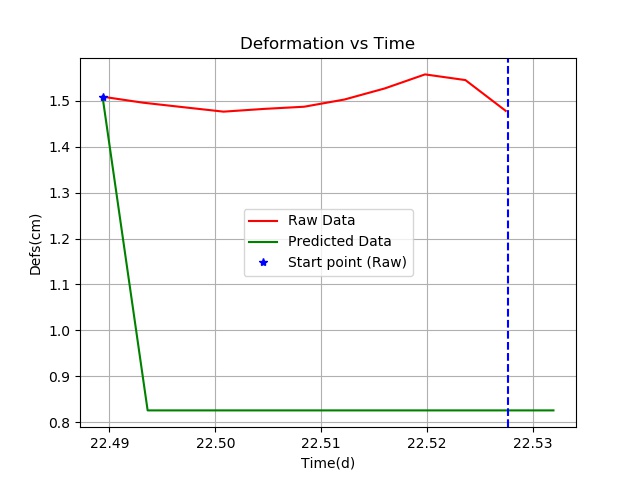 Deformation vs Time
Defs(cm)
1.5
1.4
1.3
1.2
1.1
1.0
0.9
0.8
Raw Data
Predicted Data
Start point (Raw)
22.49 22.50 22.51 22.52 22.53
Time(d)